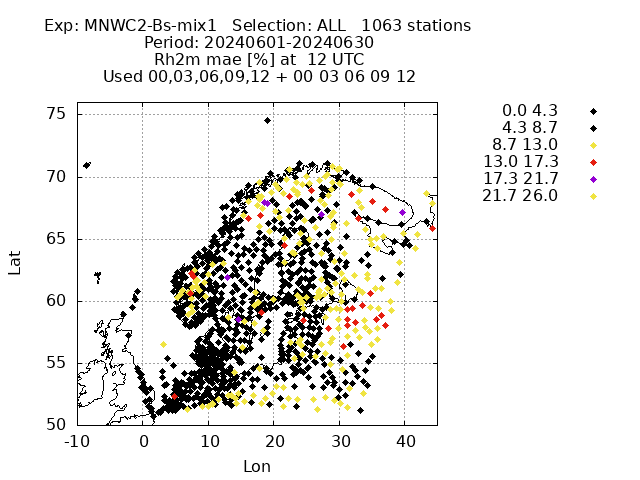 Exp: MNWC2-Bs-mix1   Selection: ALL   1063 stations
Period: 20240601-20240630
Rh2m mae [%] at  12 UTC
Used 00,03,06,09,12 + 00 03 06 09 12
0.0 4.3
4.3 8.7
8.7 13.0
13.0 17.3
17.3 21.7
21.7 26.0
75
70
65
60
55
50
Lat
-10 0 10 20 30 40
Lon